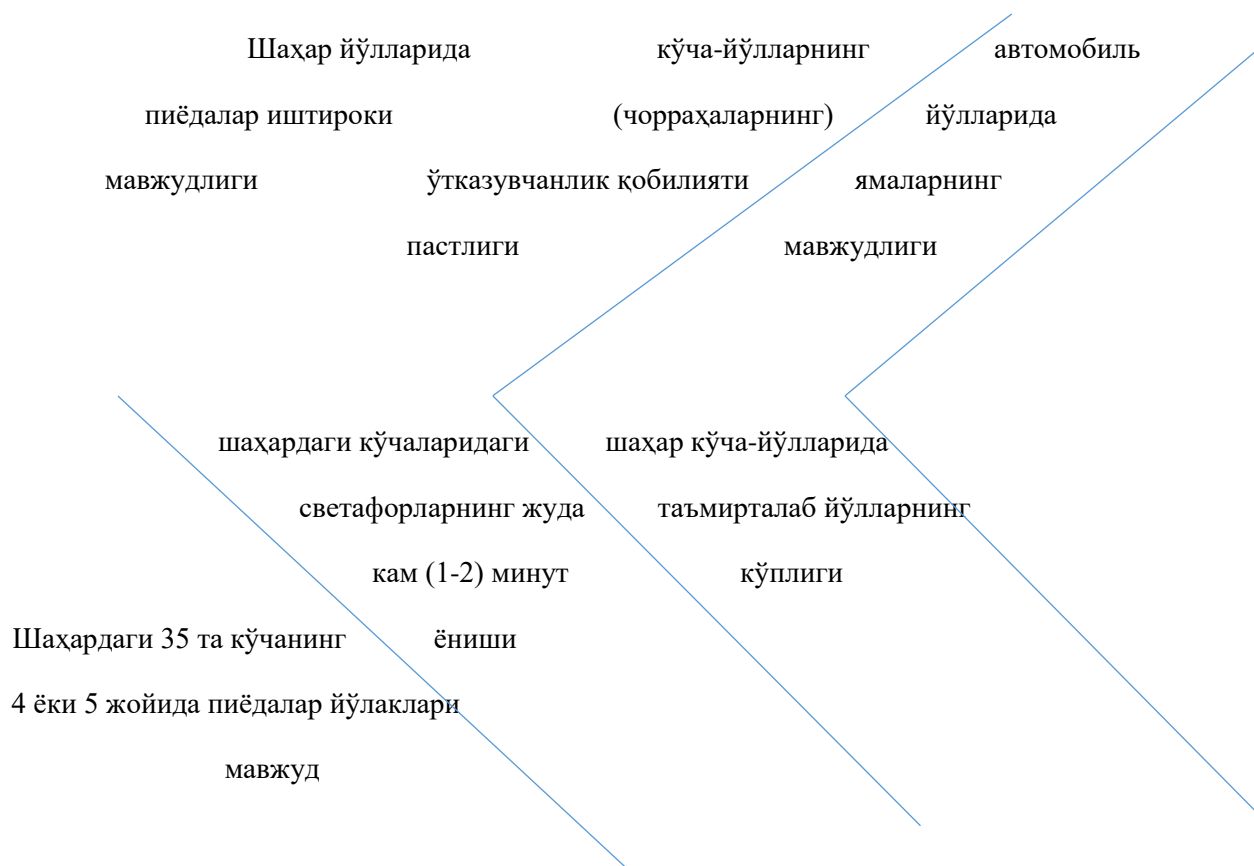 Шаҳар йўлларида кўча-йўлларнинг автомобиль
пиёдалар иштироки (чорраҳаларнинг) йўлларида
мавжудлиги ўтказувчанлик қобилияти ямаларнинг
пастлиги мавжудлиги
шаҳардаги кўчаларидаги шаҳар кўча-йўлларида
светафорларнинг жуда таъмирталаб йўлларнинг
кам (1-2) минут кўплиги
Шаҳардаги 35 та кўчанинг ёниши
4 ёки 5 жойида пиёдалар йўлаклари
мавжуд